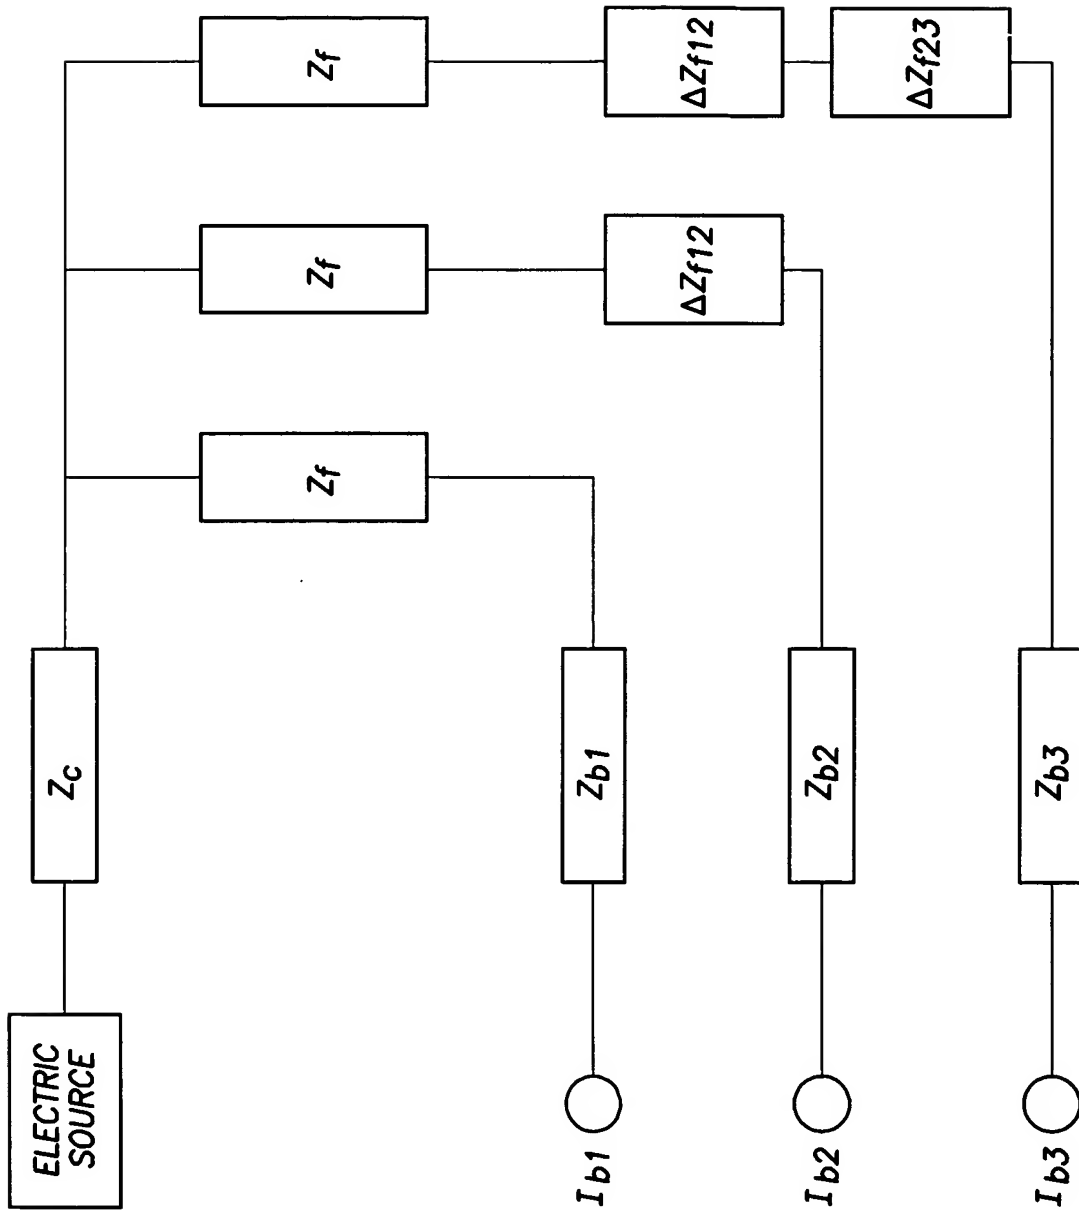 ELECTRIC
SOURCE
Zc
Zf
Zf
Zf
Ib1
Zb1
ΔZf12
ΔZf12
Ib2
Zb2
ΔZf23
Ib3
Zb3